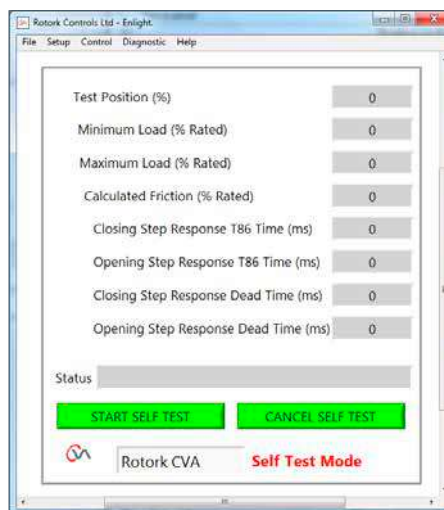 Rotork Controls Ltd - Enlight.
File Setup Control Diagnostic Help
Test Position (%) 0
Minimum Load (% Rated) 0
Maximum Load (% Rated) 0
Calculated Friction (% Rated) 0
Closing Step Response T86 Time (ms) 0
Opening Step Response T86 Time (ms) 0
Closing Step Response Dead Time (ms) 0
Opening Step Response Dead Time (ms) 0
Status
START SELF TEST CANCEL SELF TEST
Rotork CVA Self Test Mode